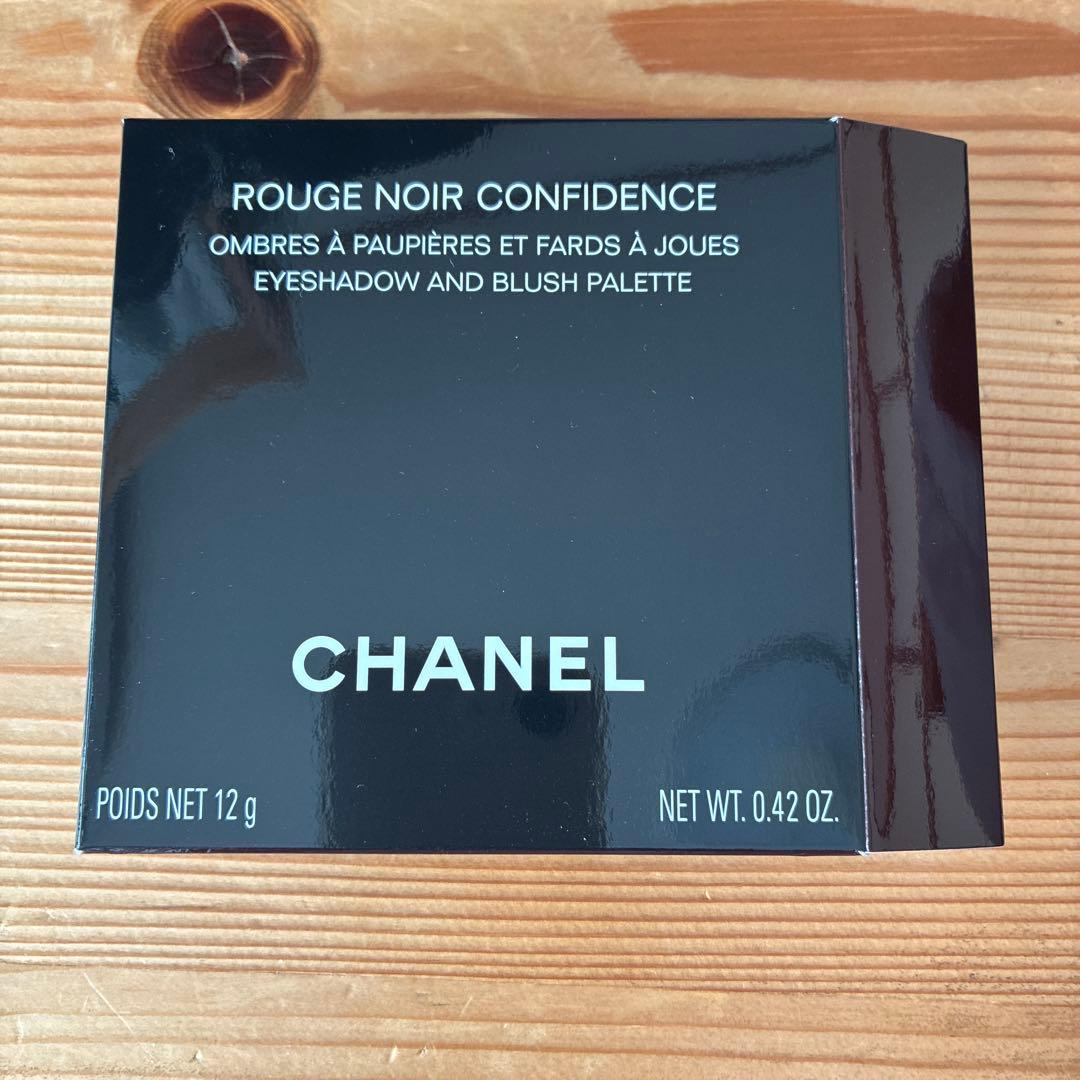 ROUGE NOIR CONFIDENCE
OMBRES À PAUPIÈRES ET FARDS À JOUES
EYESHADOW AND BLUSH PALETTE
CHANEL
POIDS NET 12 g
NET WT. 0.42 OZ.